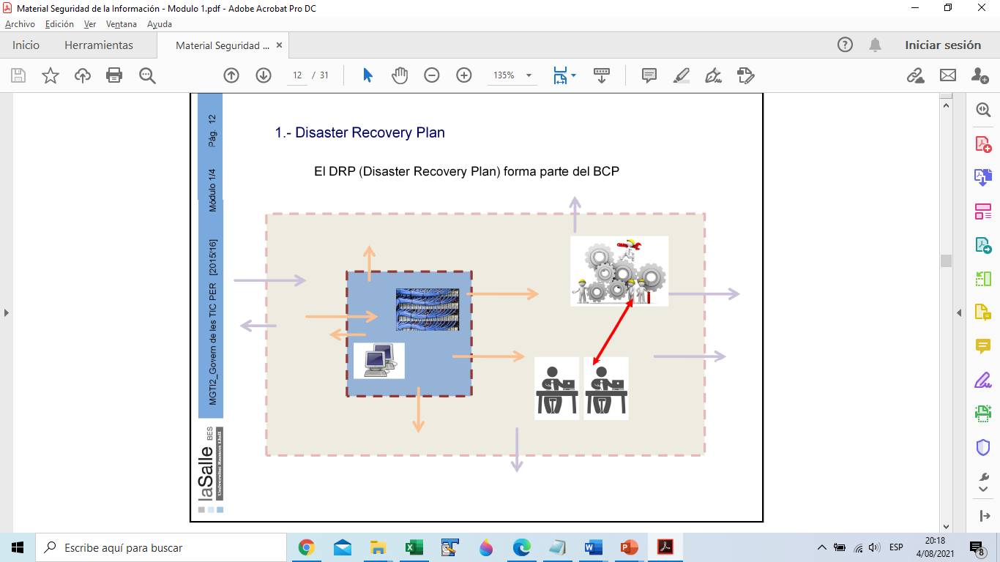 Material Seguridad de la Información - Modulo 1.pdf - Adobe Acrobat Pro DC
Archivo Edición Ver Ventana Ayuda
Inicio Herramientas Material Seguridad ... × Iniciar sesión
12 / 31 135%
1.- Disaster Recovery Plan
El DRP (Disaster Recovery Plan) forma parte del BCP
MGTI2_Govern de les TIC PER [2015/16] Módulo 1/4 Pág. 12
laSalle BES
Universitat Ramon Llull
Escribe aquí para buscar
ESP
20:18
4/08/2021
8